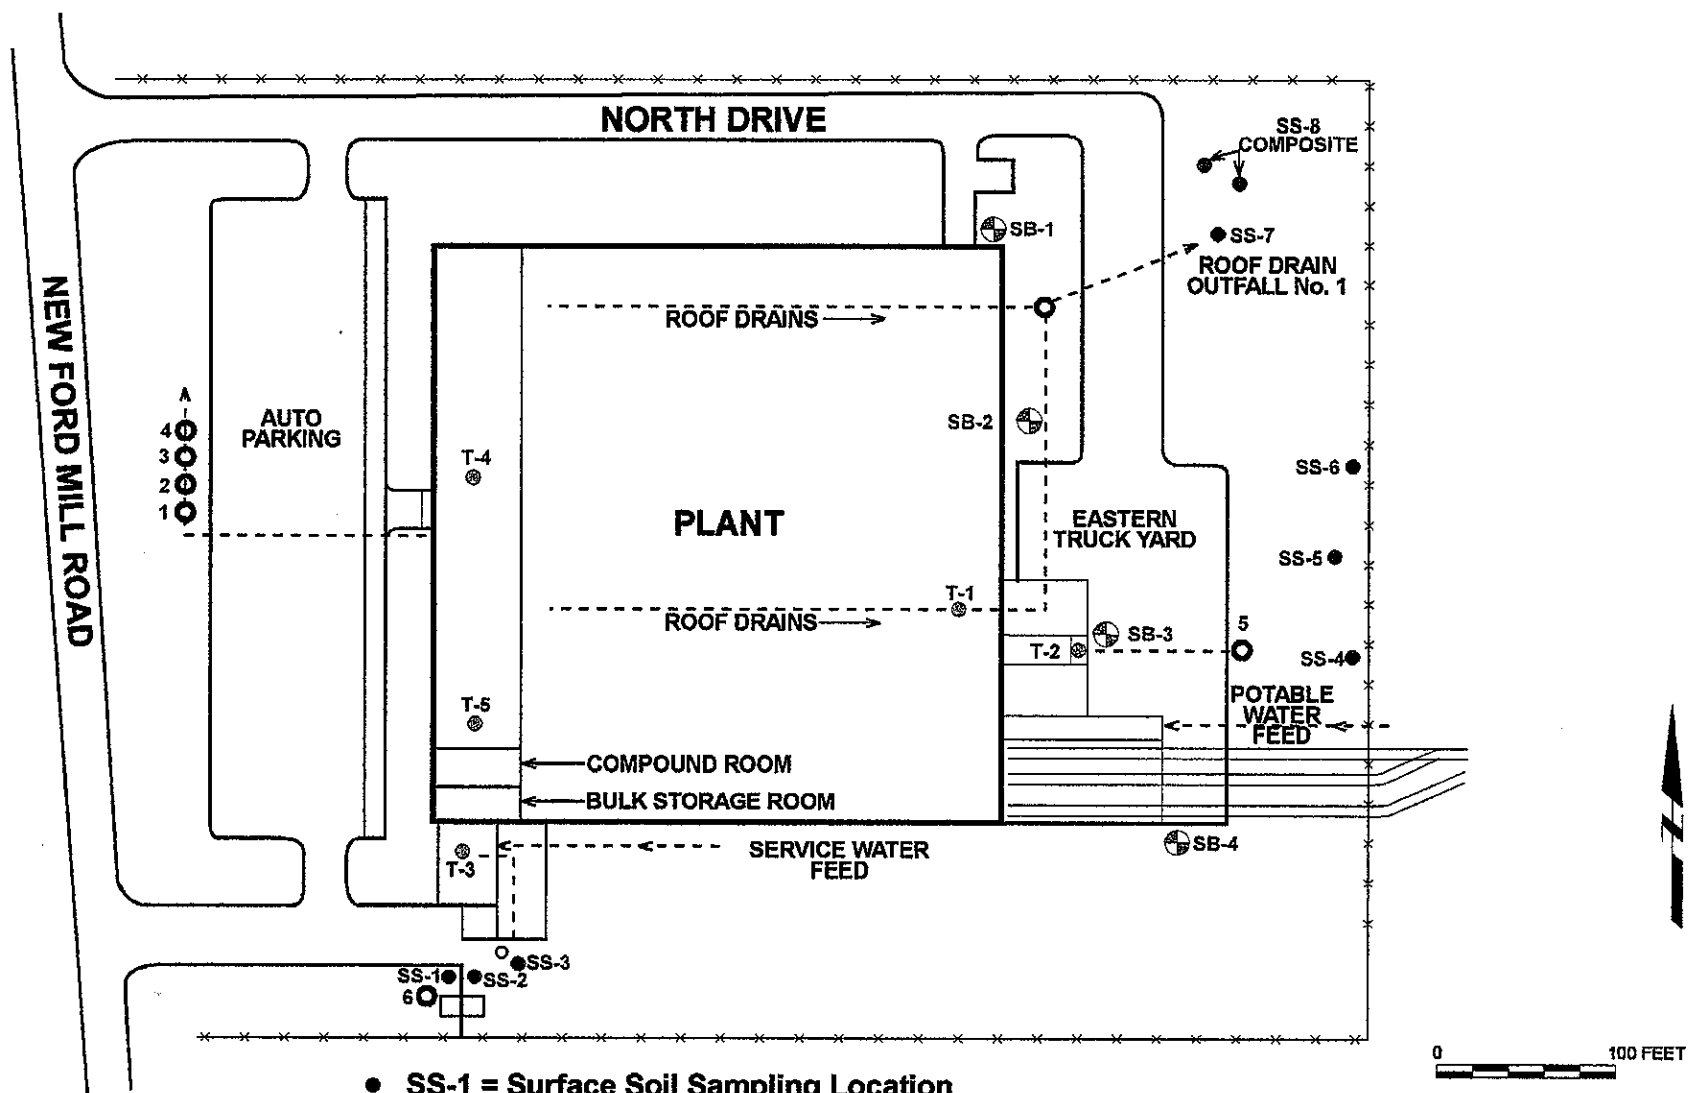 NORTH DRIVE
SS-8
COMPOSITE
SB-1
SS-7
ROOF DRAIN
OUTFALL No. 1
NEW FORD MILL ROAD
ROOF DRAINS
AUTO
PARKING
4
3
2
1
SB-2
T-4
SS-6
PLANT
EASTERN
TRUCK YARD
SS-5
T-1
ROOF DRAINS
5
SB-3
T-2
SS-4
POTABLE
WATER
FEED
T-5
COMPOUND ROOM
BULK STORAGE ROOM
SB-4
SERVICE WATER
FEED
T-3
N
SS-3
SS-1
SS-2
6
0
100 FEET
SS-1 = Surface Soil Sampling Location